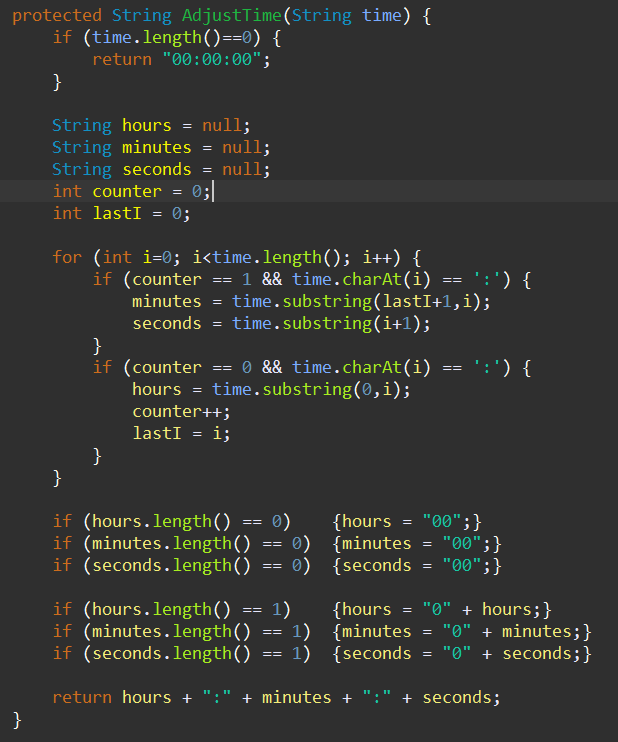 protected String AdjustTime(String time) {
    if (time.length()==0) {
        return "00:00:00";
    }

    String hours = null;
    String minutes = null;
    String seconds = null;
    int counter = 0;
    int lastI = 0;

    for (int i=0; i<time.length(); i++) {
        if (counter == 1 && time.charAt(i) == ':') {
            minutes = time.substring(lastI+1,i);
            seconds = time.substring(i+1);
        }
        if (counter == 0 && time.charAt(i) == ':') {
            hours = time.substring(0,i);
            counter++;
            lastI = i;
        }
    }

    if (hours.length() == 0)    {hours = "00";}
    if (minutes.length() == 0)  {minutes = "00";}
    if (seconds.length() == 0)  {seconds = "00";}

    if (hours.length() == 1)    {hours = "0" + hours;}
    if (minutes.length() == 1)  {minutes = "0" + minutes;}
    if (seconds.length() == 1)  {seconds = "0" + seconds;}

    return hours + ":" + minutes + ":" + seconds;
}